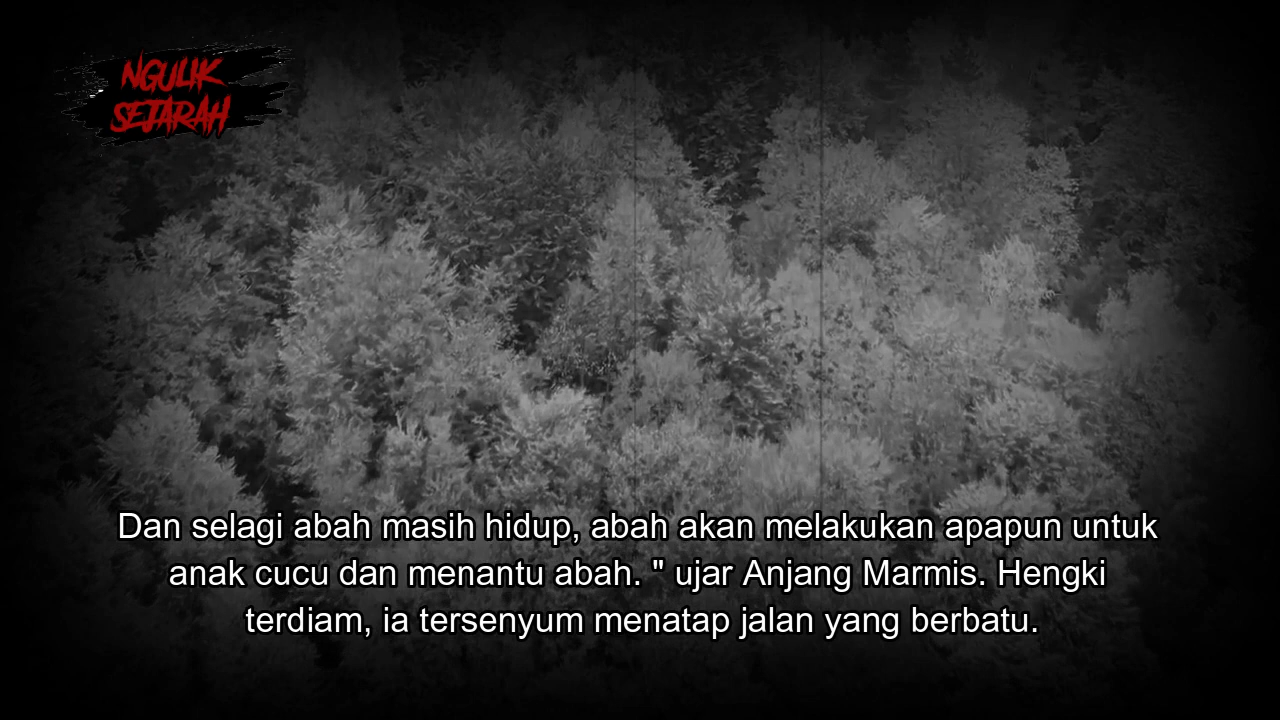 NGULIK
SEJARAH
Dan selagi abah masih hidup, abah akan melakukan apapun untuk
anak cucu dan menantu abah. " ujar Anjang Marmis. Hengki
terdiam, ia tersenyum menatap jalan yang berbatu.